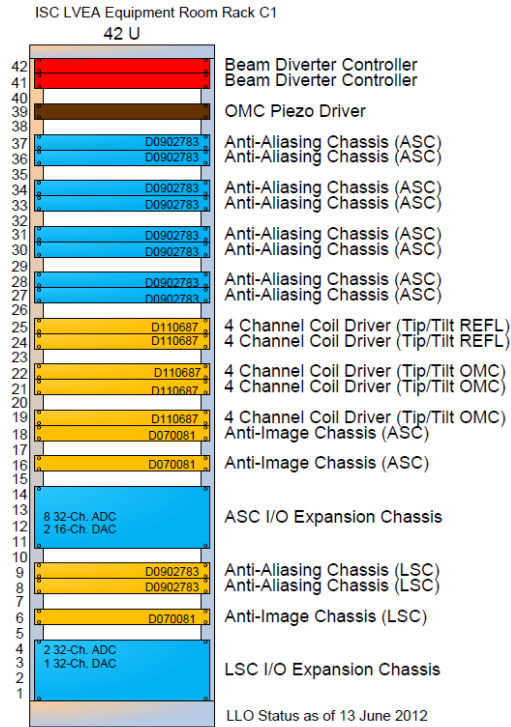 ISC LVEA Equipment Room Rack C1
42 U
42 Beam Diverter Controller
41 Beam Diverter Controller
40
39 OMC Piezo Driver
38
37 D0902783 Anti-Aliasing Chassis (ASC)
36 D0902783 Anti-Aliasing Chassis (ASC)
35
34 D0902783 Anti-Aliasing Chassis (ASC)
33 D0902783 Anti-Aliasing Chassis (ASC)
32
31 D0902783 Anti-Aliasing Chassis (ASC)
30 D0902783 Anti-Aliasing Chassis (ASC)
29
28 D0902783 Anti-Aliasing Chassis (ASC)
27 D0902783 Anti-Aliasing Chassis (ASC)
26
25 D110687 4 Channel Coil Driver (Tip/Tilt REFL)
24 D110687 4 Channel Coil Driver (Tip/Tilt REFL)
23
22 D110687 4 Channel Coil Driver (Tip/Tilt OMC)
21 D110687 4 Channel Coil Driver (Tip/Tilt OMC)
20
19 D110687 4 Channel Coil Driver (Tip/Tilt OMC)
18 D070081 Anti-Image Chassis (ASC)
17
16 D070081 Anti-Image Chassis (ASC)
15
14
13 8 32-Ch. ADC ASC I/O Expansion Chassis
12 2 16-Ch. DAC
11
10
9 D0902783 Anti-Aliasing Chassis (LSC)
8 D0902783 Anti-Aliasing Chassis (LSC)
7
6 D070081 Anti-Image Chassis (LSC)
5
4 2 32-Ch. ADC
3 1 32-Ch. DAC LSC I/O Expansion Chassis
2
1
LLO Status as of 13 June 2012